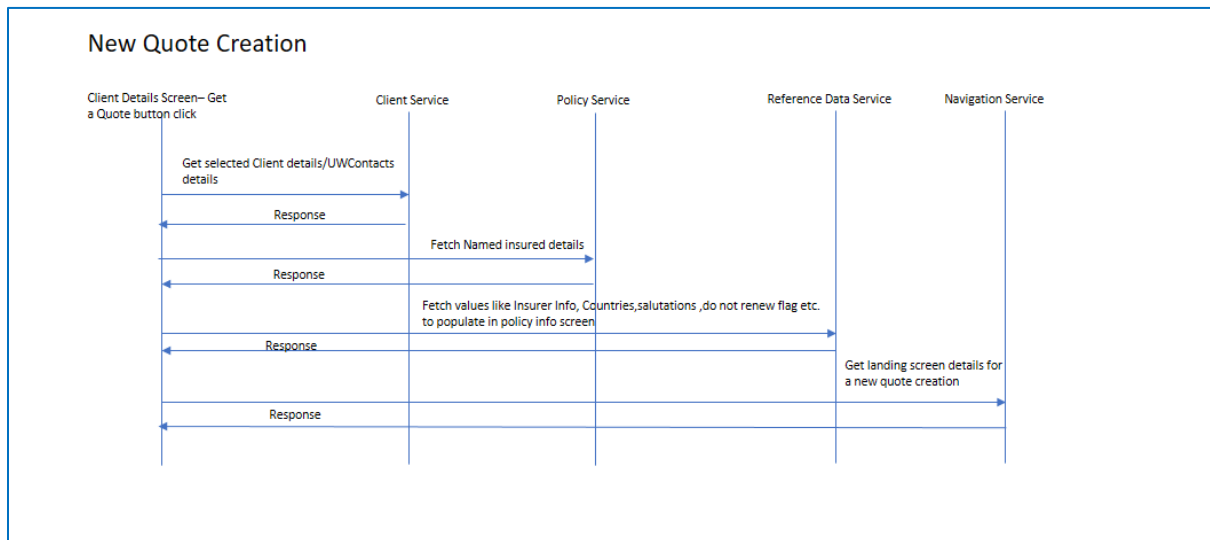 New Quote Creation
Client Details Screen– Get
a Quote button click
Client Service
Policy Service
Reference Data Service
Navigation Service
Get selected Client details/UWContacts
details
Response
Fetch Named insured details
Response
Fetch values like Insurer Info, Countries,salutations ,do not renew flag etc.
to populate in policy info screen
Response
Get landing screen details for
a new quote creation
Response